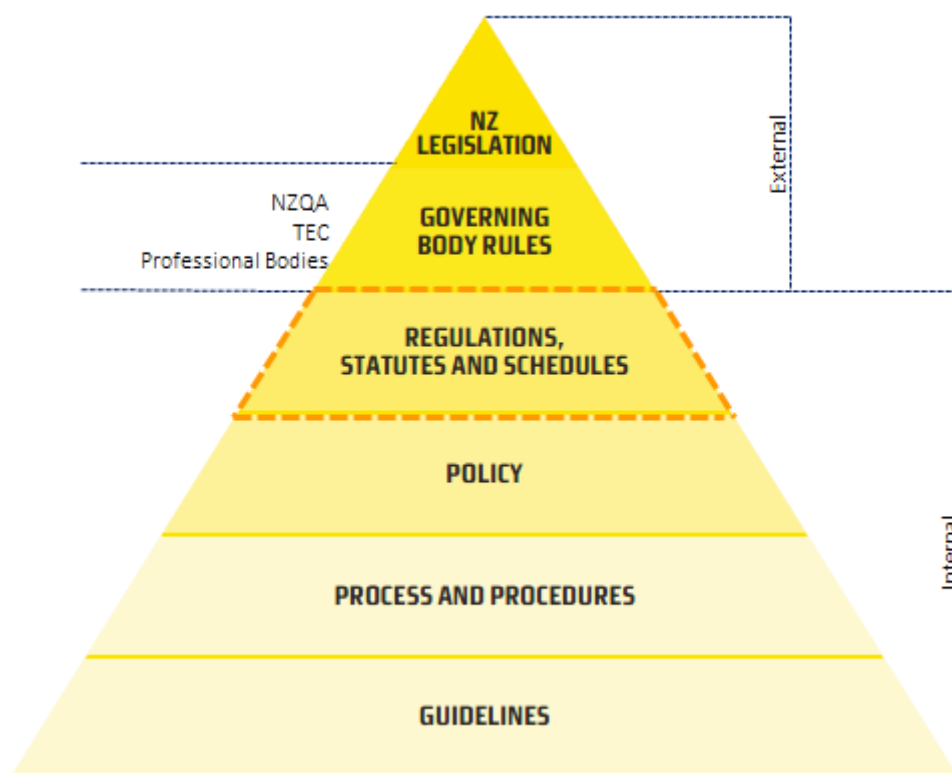 NZ
LEGISLATION
External
NZQA
TEC
Professional Bodies
GOVERNING
BODY RULES
REGULATIONS,
STATUTES AND SCHEDULES
POLICY
Internal
PROCESS AND PROCEDURES
GUIDELINES